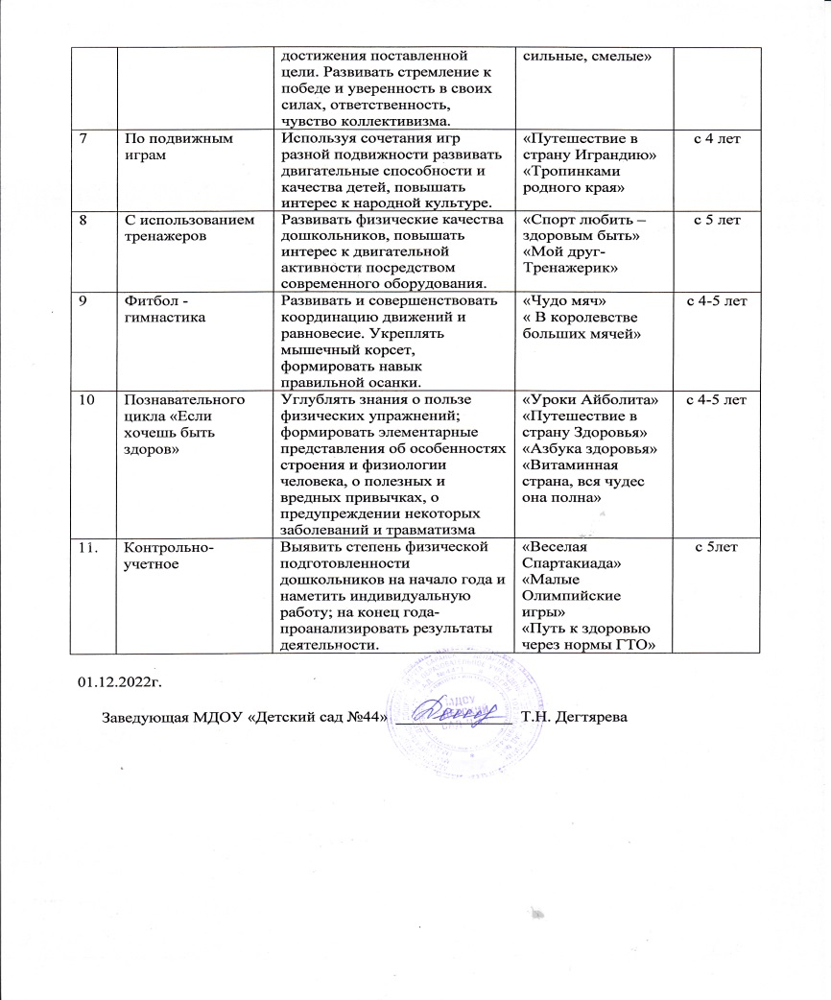 достижения поставленной
цели. Развивать стремление к
победе и уверенность в своих
силах, ответственность,
чувство коллективизма.
сильные, смелые»
7
По подвижным
играм
Используя сочетания игр
разной подвижности развивать
двигательные способности и
качества детей, повышать
интерес к народной культуре.
«Путешествие в
страну Играндию»
«Тропинками
родного края»
с 4 лет
8
С использованием
тренажеров
Развивать физические качества
дошкольников, повышать
интерес к двигательной
активности посредством
современного оборудования.
«Спорт любить –
здоровым быть»
«Мой друг-
Тренажерик»
с 5 лет
9
Фитбол -
гимнастика
Развивать и совершенствовать
координацию движений и
равновесие. Укреплять
мышечный корсет,
формировать навык
правильной осанки.
«Чудо мяч»
« В королевстве
больших мячей»
с 4-5 лет
10
Познавательного
цикла «Если
хочешь быть
здоров»
Углублять знания о пользе
физических упражнений;
формировать элементарные
представления об особенностях
строения и физиологии
человека, о полезных и
вредных привычках, о
предупреждении некоторых
заболеваний и травматизма
«Уроки Айболита»
«Путешествие в
страну Здоровья»
«Азбука здоровья»
«Витаминная
страна, вся чудес
она полна»
с 4-5 лет
11.
Контрольно-
учетное
Выявить степень физической
подготовленности
дошкольников на начало года и
наметить индивидуальную
работу; на конец года-
проанализировать результаты
деятельности.
«Веселая
Спартакиада»
«Малые
Олимпийские
игры»
«Путь к здоровью
через нормы ГТО»
с 5лет
01.12.2022г.
Заведующая МДОУ «Детский сад №44» Т.Н. Дегтярева
МДОУ